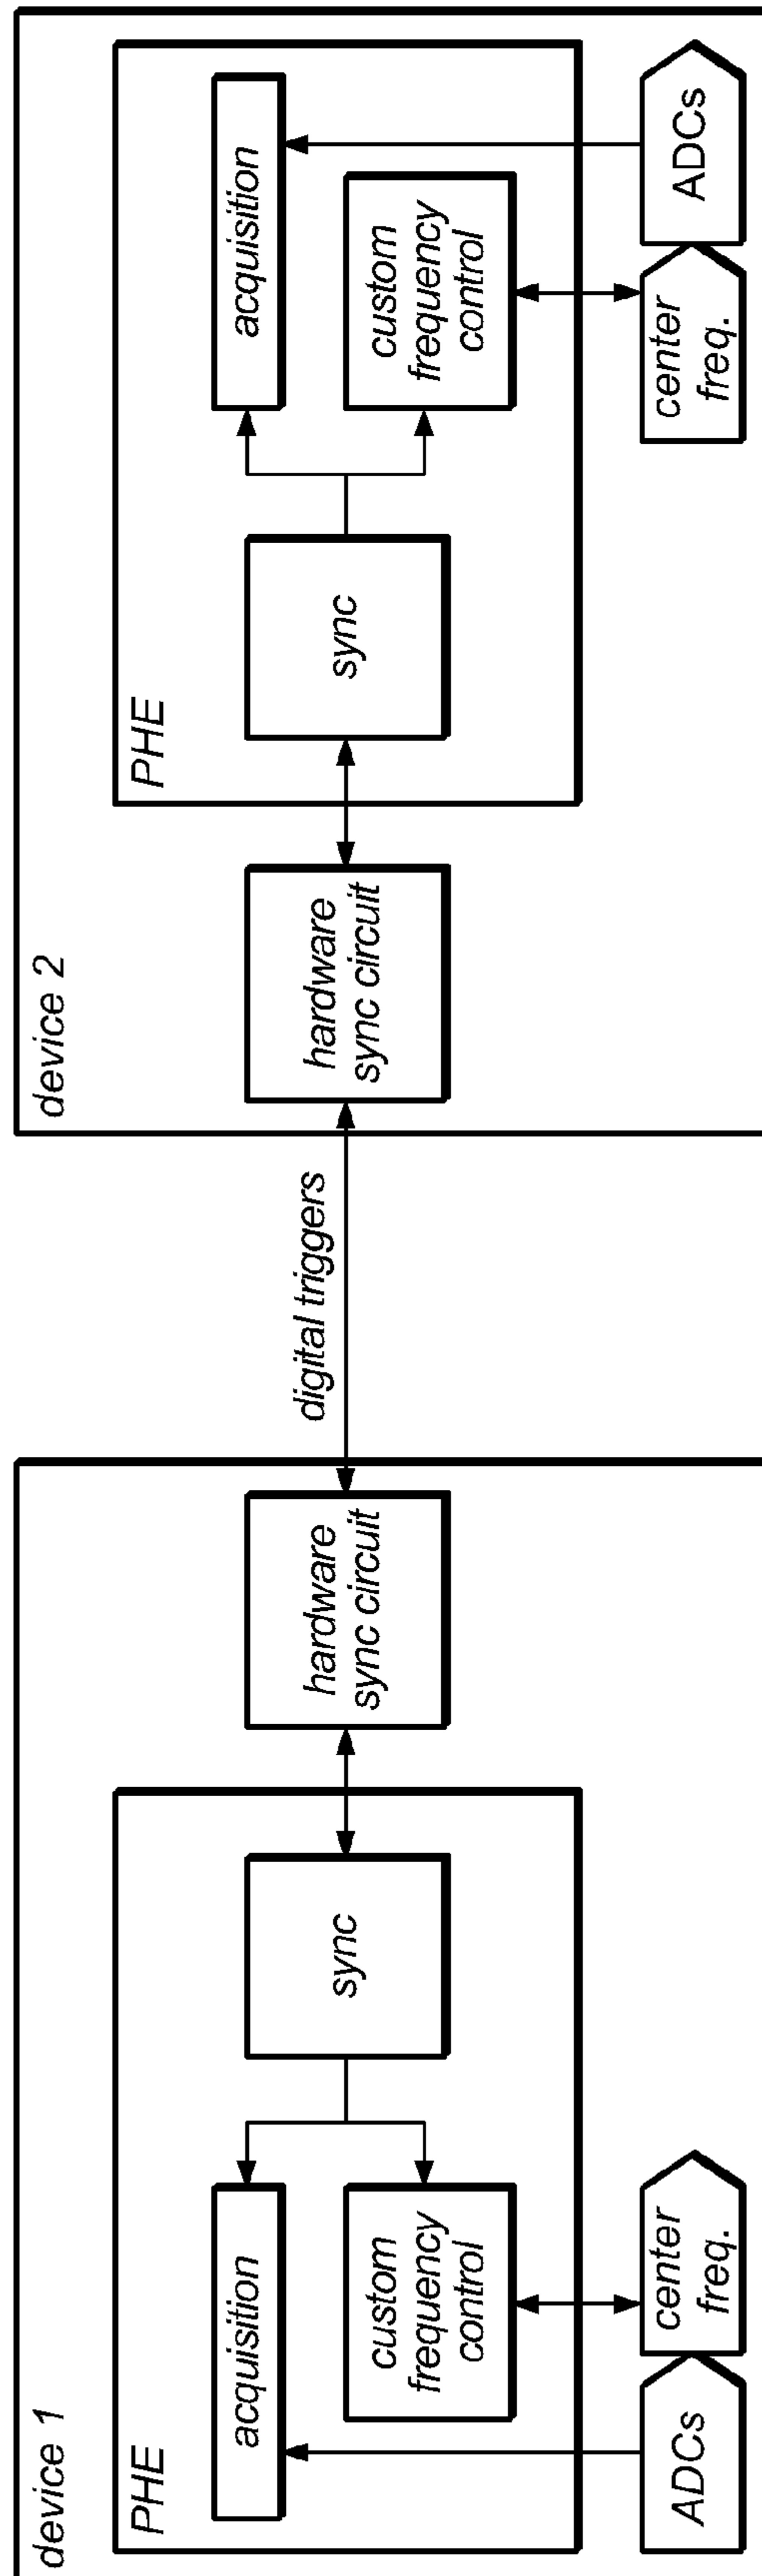 device 1
PHE
acquisition
custom
frequency
control
sync
hardware
sync circuit
ADCs
center
freq.
digital triggers
device 2
PHE
hardware
sync circuit
sync
acquisition
custom
frequency
control
center
freq.
ADCs